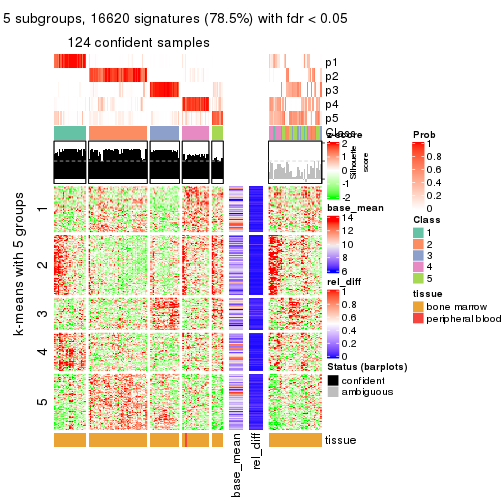 5 subgroups, 16620 signatures (78.5%) with fdr < 0.05
124 confident samples
p1
p2
p3
p4
p5
Class
z-score
2
1
0
-1
-2
Silhouette
score
Prob
1
0.8
0.6
0.4
0.2
0
k-means with 5 groups
1
2
3
4
5
base_mean
14
12
10
8
6
Class
1
2
3
4
5
rel_diff
1
0.8
0.6
0.4
0.2
0
tissue
bone marrow
peripheral blood
Status (barplots)
confident
ambiguous
tissue
base_mean
rel_diff